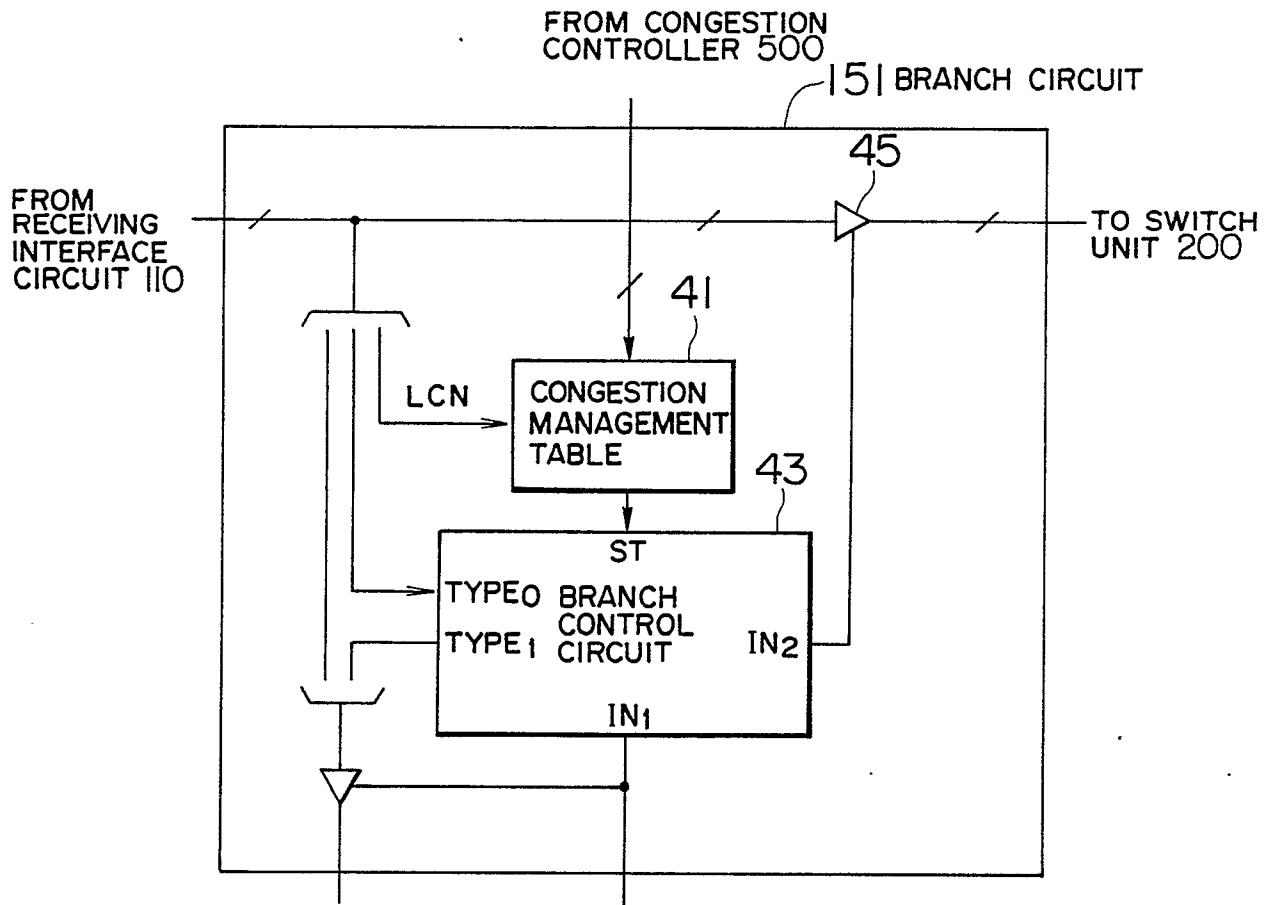 FROM CONGESTION
CONTROLLER 500
151 BRANCH CIRCUIT
45
FROM
RECEIVING
INTERFACE
CIRCUIT 110
TO SWITCH
UNIT 200
41
LCN
CONGESTION
MANAGEMENT
TABLE
43
ST
TYPE0
BRANCH
CONTROL
CIRCUIT
TYPE1
IN2
IN1